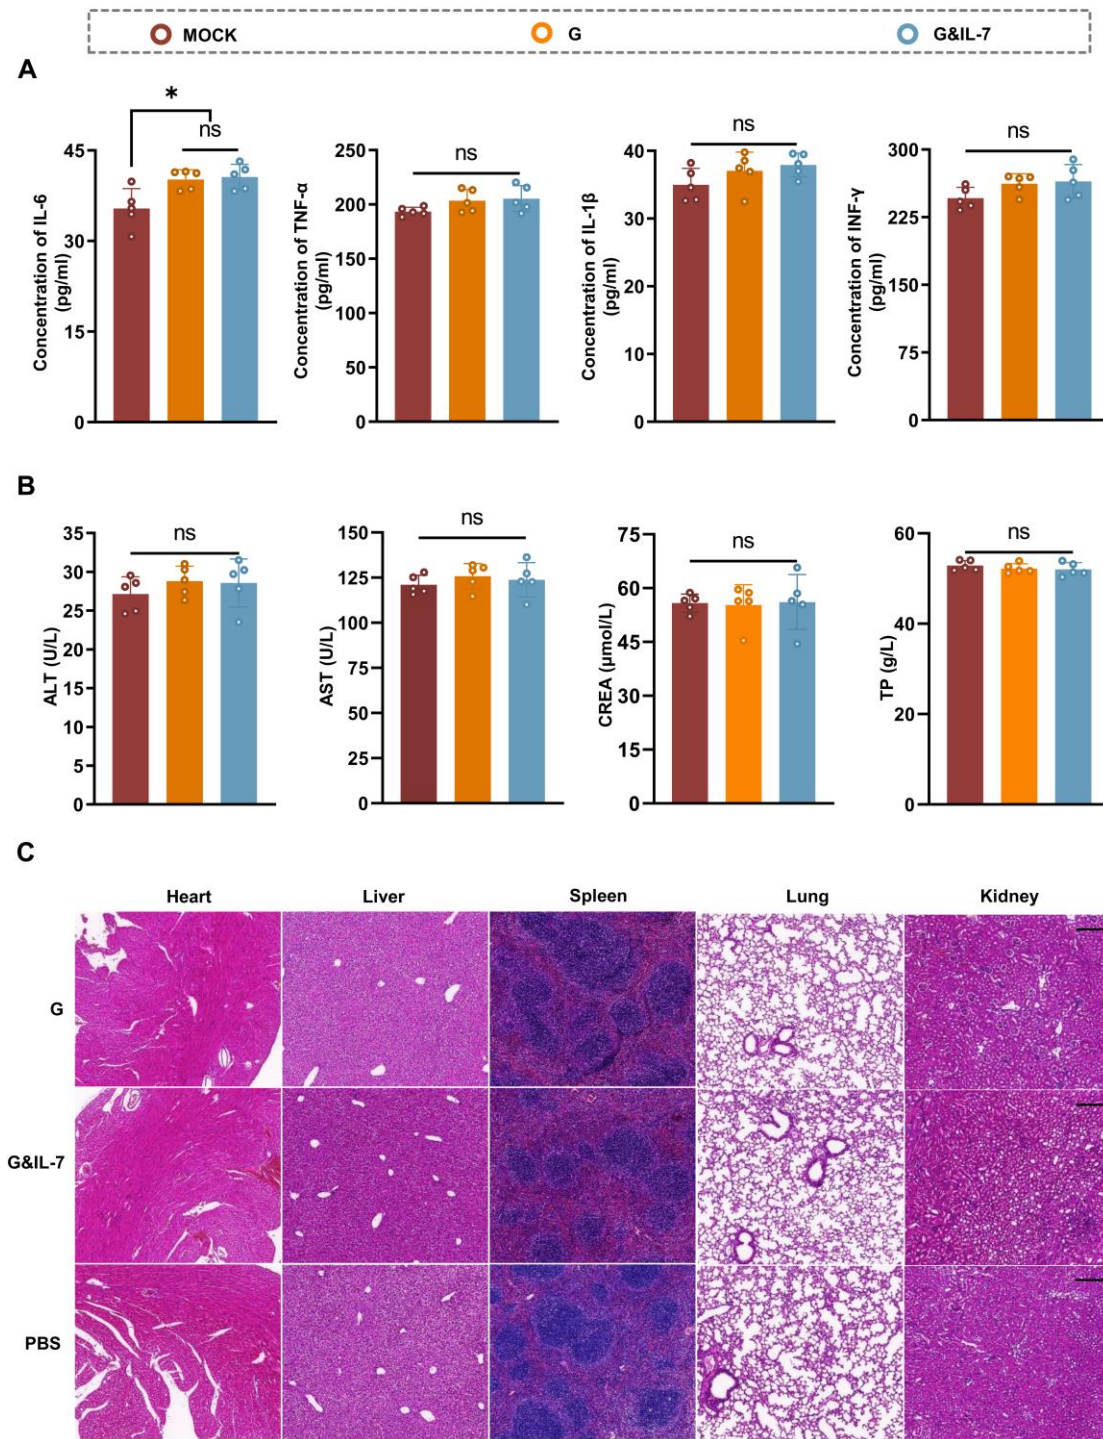 MOCK G G&IL-7
A
*
ns
45
30
15
0
Concentration of IL-6
(pg/ml)
ns
250
200
150
100
50
0
Concentration of TNF-α
(pg/ml)
ns
40
30
20
10
0
Concentration of IL-1β
(pg/ml)
ns
300
225
150
75
0
Concentration of INF-γ
(pg/ml)
B
ns
35
30
25
20
15
10
5
0
ALT (U/L)
ns
150
125
100
75
50
25
0
AST (U/L)
ns
75
60
45
30
15
0
CREA (μmol/L)
ns
60
40
20
0
TP (g/L)
C
Heart Liver Spleen Lung Kidney
G
G&IL-7
PBS